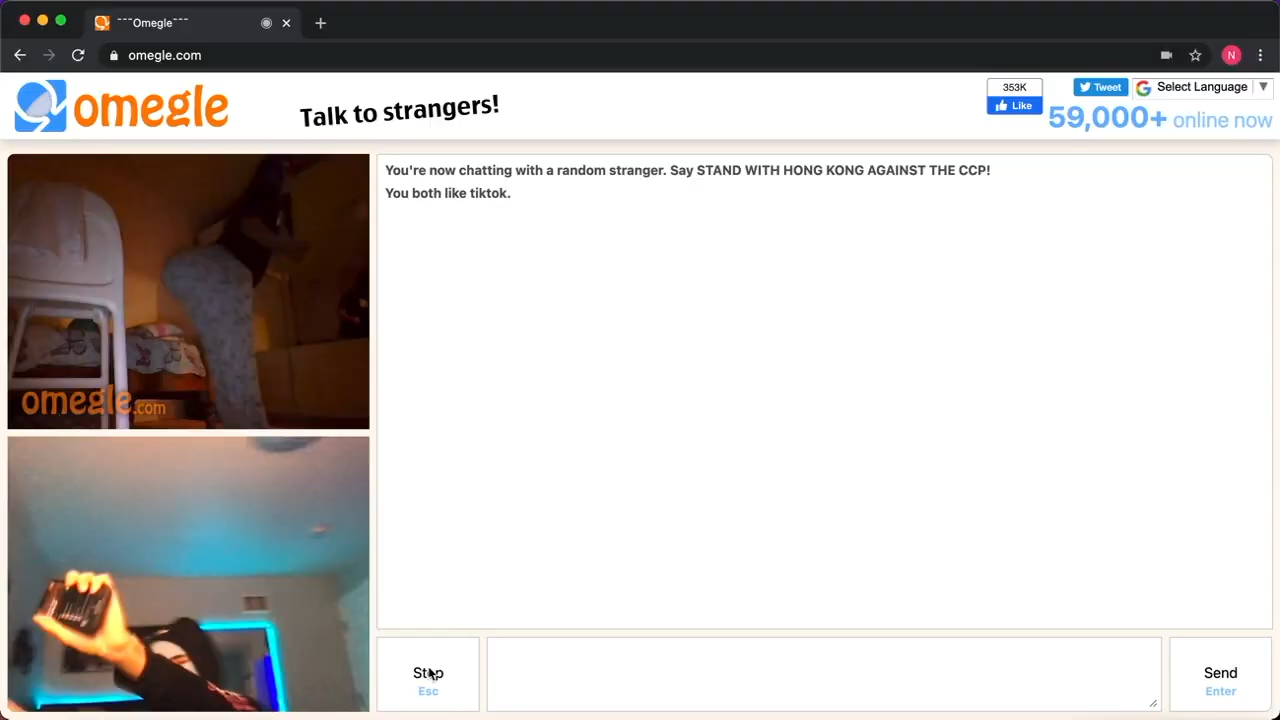 ---Omegle---
omegle.com
N
omegle
Talk to strangers!
353K
Like
Tweet
Select Language
59,000+ online now
You're now chatting with a random stranger. Say STAND WITH HONG KONG AGAINST THE CCP!
You both like tiktok.
omegle.com
Stop
Esc
Send
Enter